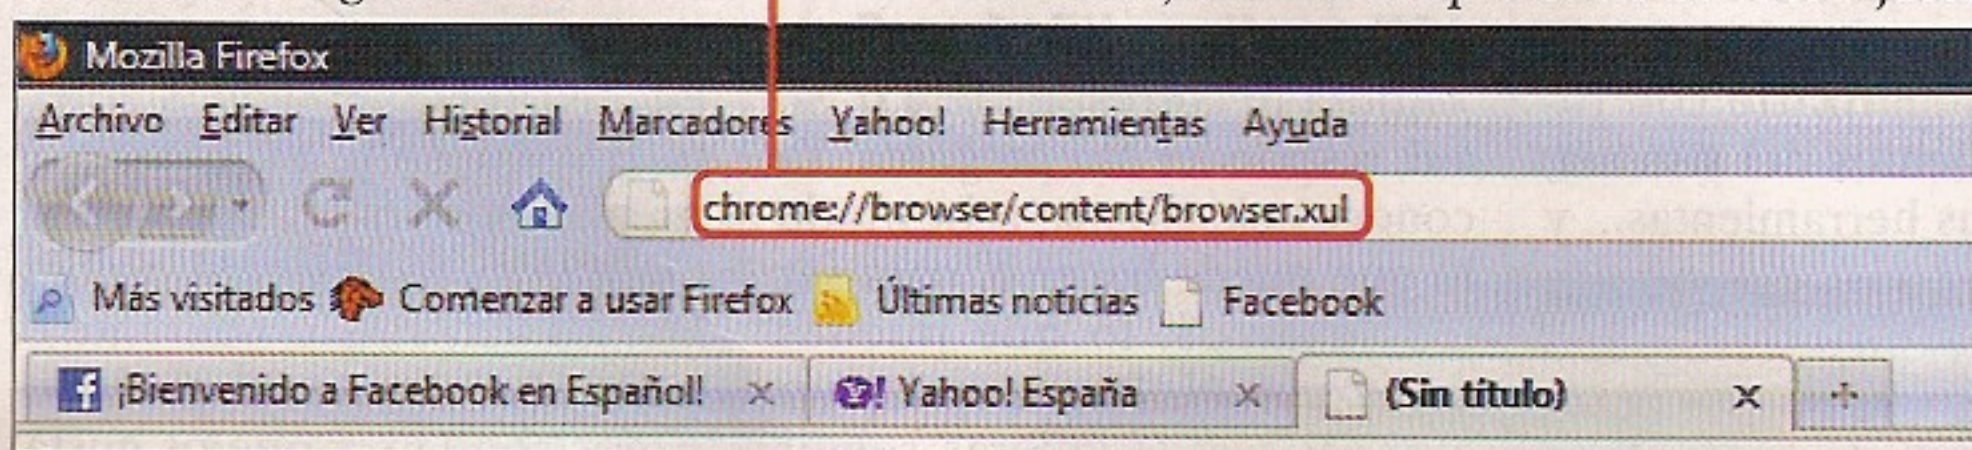 Mozilla Firefox
Archivo Editar Ver Historial Marcadores Yahoo! Herramientas Ayuda
chrome://browser/content/browser.xul
Más visitados Comenzar a usar Firefox Últimas noticias Facebook
¡Bienvenido a Facebook en Español! Yahoo! España (Sin título)